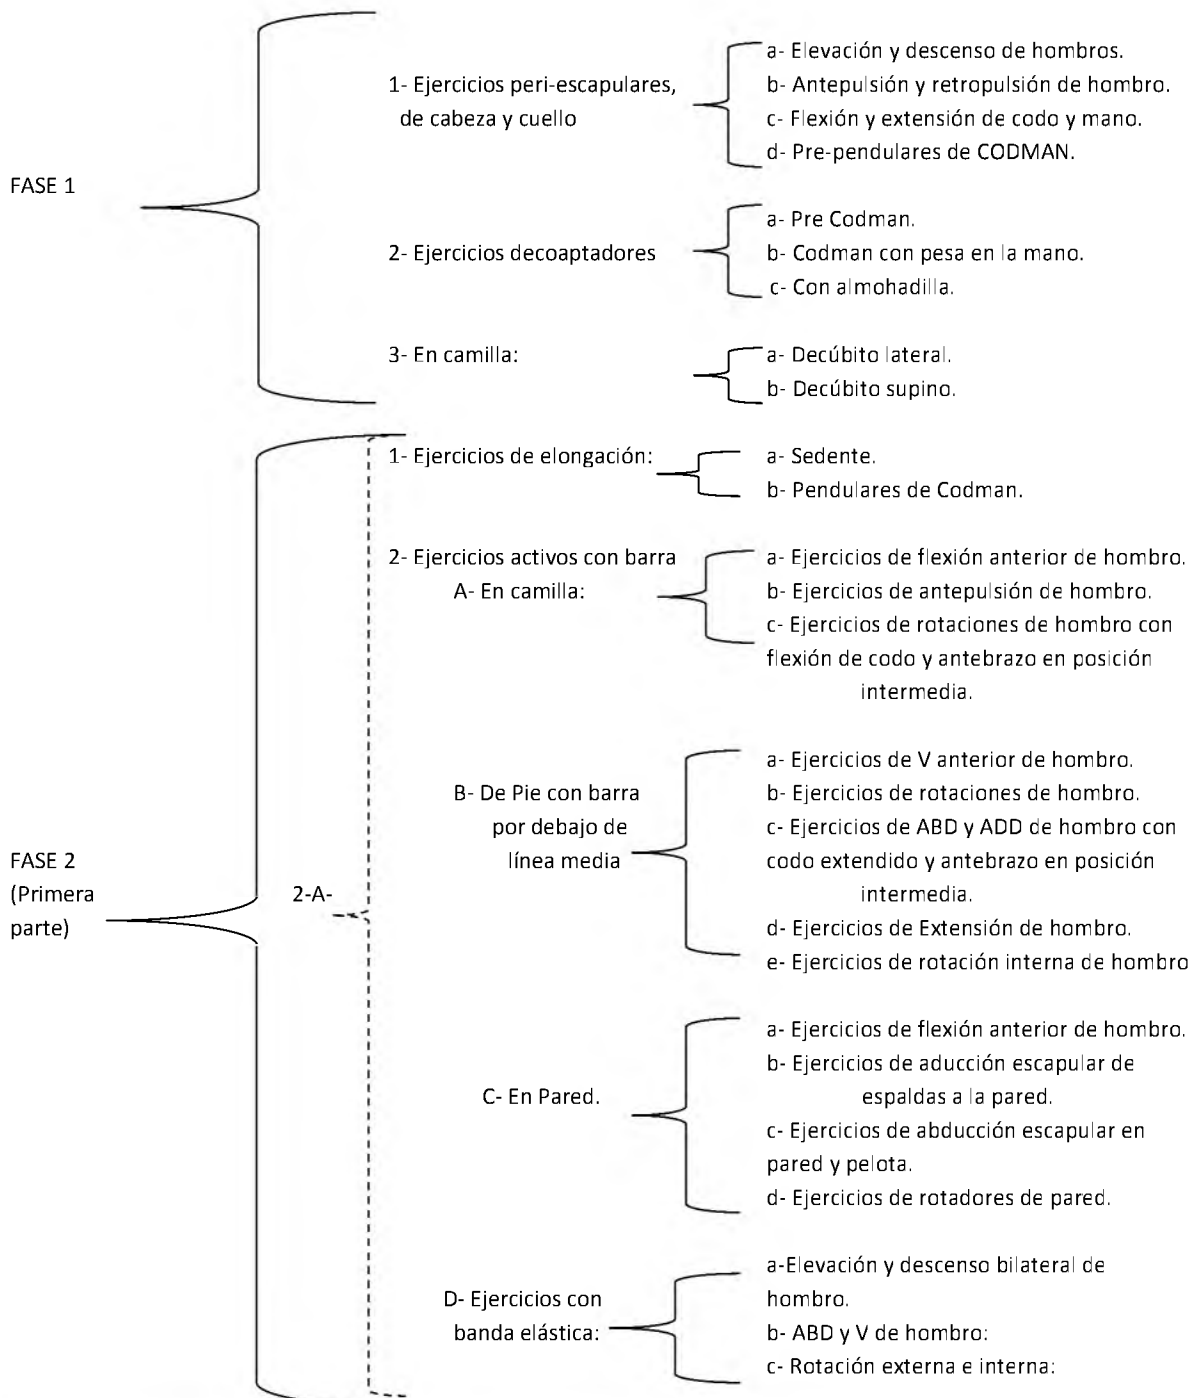 FASE 1
1- Ejercicios peri-escapulares,
de cabeza y cuello
a- Elevación y descenso de hombros.
b- Antepulsión y retropulsión de hombro.
c- Flexión y extensión de codo y mano.
d- Pre-pendulares de CODMAN.
2- Ejercicios decoaptadores
a- Pre Codman.
b- Codman con pesa en la mano.
c- Con almohadilla.
3- En camilla:
a- Decúbito lateral.
b- Decúbito supino.
FASE 2
(Primera
parte)
2-A-
1- Ejercicios de elongación:
a- Sedente.
b- Pendulares de Codman.
2- Ejercicios activos con barra
A- En camilla:
a- Ejercicios de flexión anterior de hombro.
b- Ejercicios de antepulsión de hombro.
c- Ejercicios de rotaciones de hombro con
flexión de codo y antebrazo en posición
intermedia.
B- De Pie con barra
por debajo de
línea media
a- Ejercicios de V anterior de hombro.
b- Ejercicios de rotaciones de hombro.
c- Ejercicios de ABD y ADD de hombro con
codo extendido y antebrazo en posición
intermedia.
d- Ejercicios de Extensión de hombro.
e- Ejercicios de rotación interna de hombro
C- En Pared.
a- Ejercicios de flexión anterior de hombro.
b- Ejercicios de aducción escapular de
espaldas a la pared.
c- Ejercicios de abducción escapular en
pared y pelota.
d- Ejercicios de rotadores de pared.
D- Ejercicios con
banda elástica:
a-Elevación y descenso bilateral de
hombro.
b- ABD y V de hombro:
c- Rotación externa e interna: